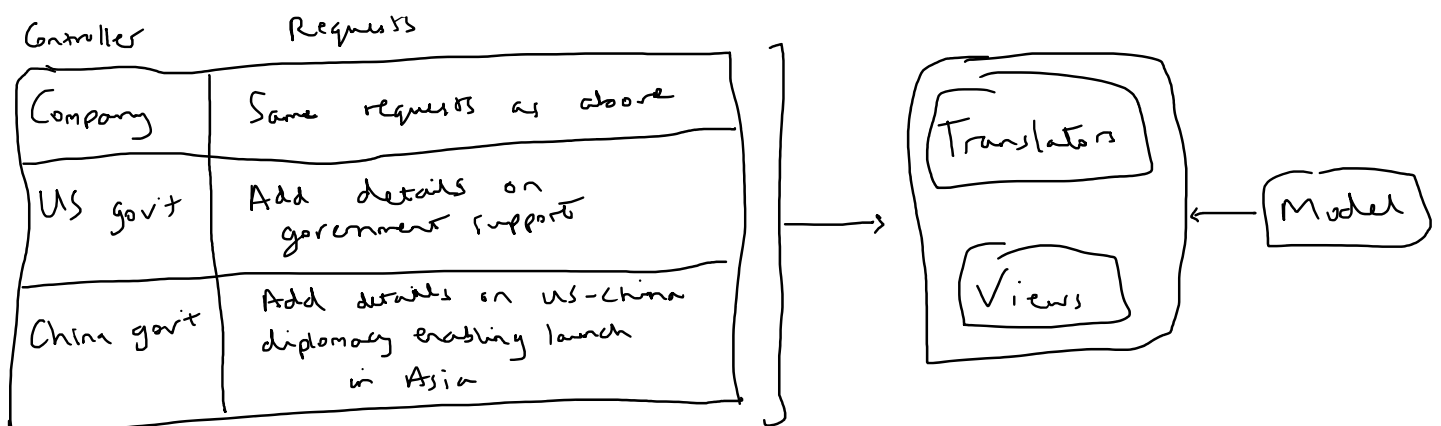 Controller Requests
Company Same requests as above
US gov't Add details on
government support
China gov't Add details on US-China
diplomacy enabling launch
in Asia
Translators
Views
Model